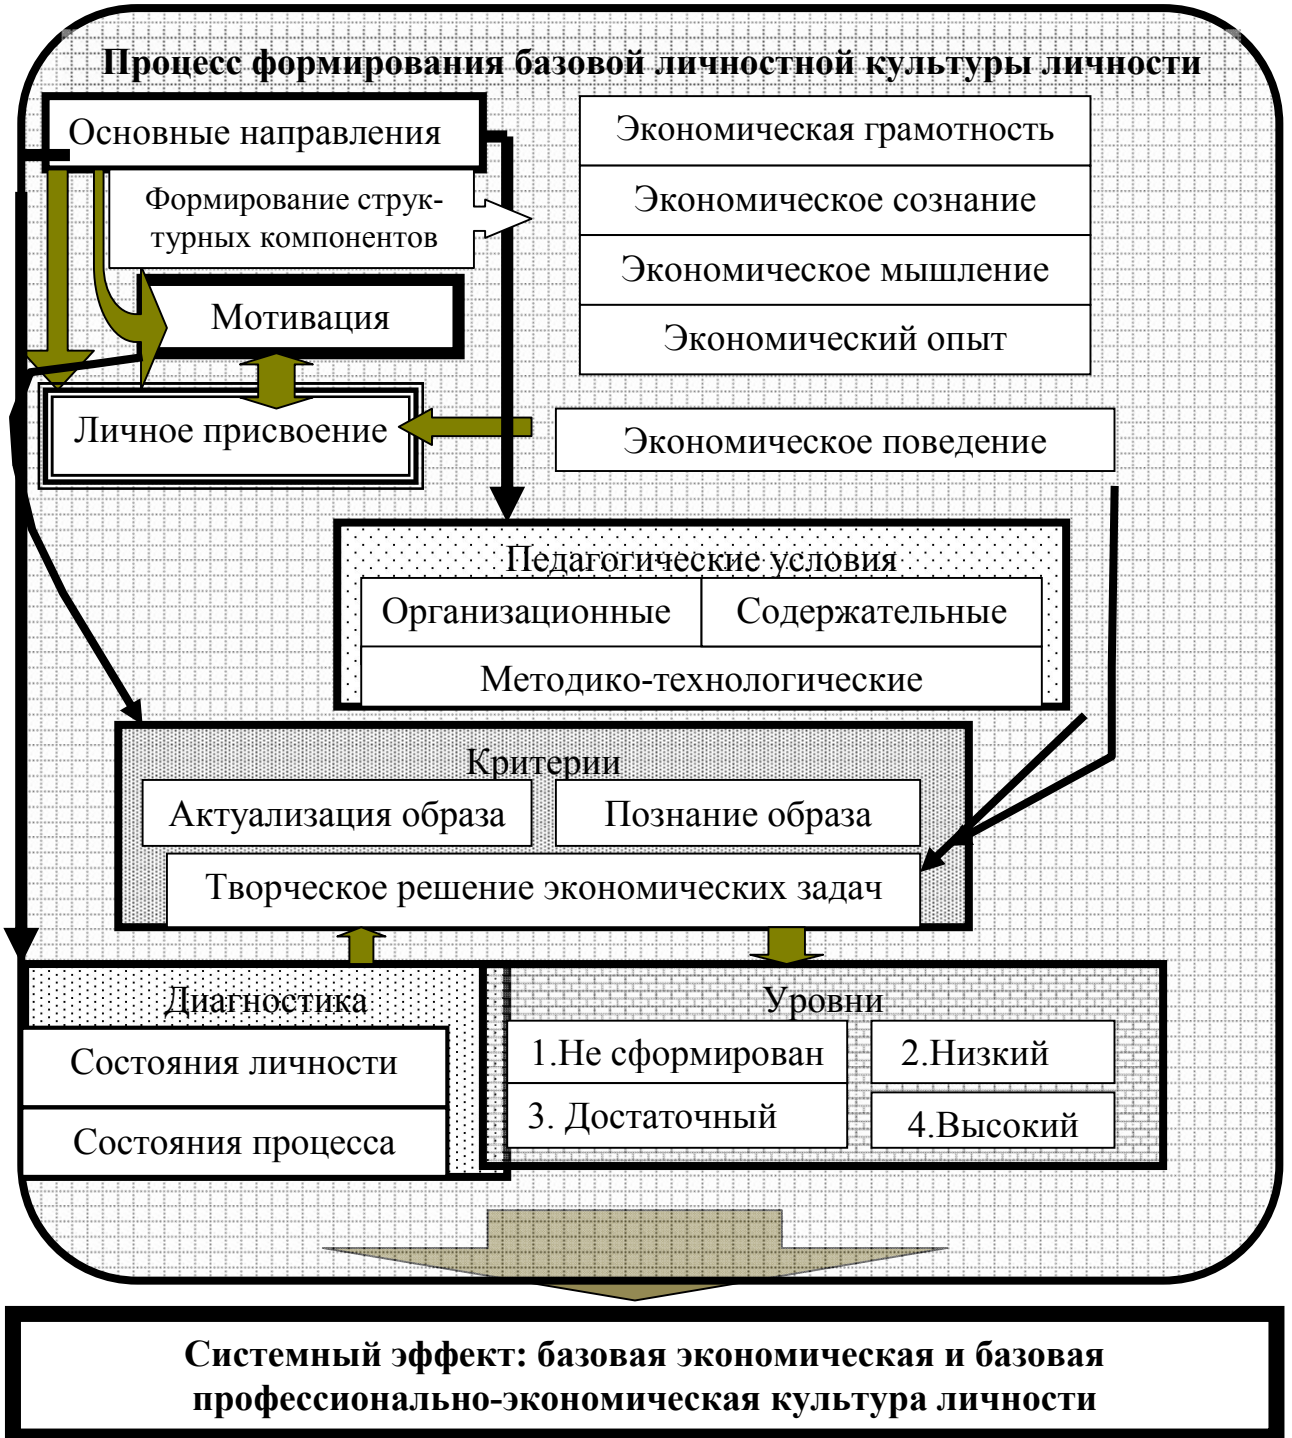 Процесс формирования базовой личностной культуры личности
Основные направления
Формирование струк-
турных компонентов
Мотивация
Личное присвоение
Экономическая грамотность
Экономическое сознание
Экономическое мышление
Экономический опыт
Экономическое поведение
Педагогические условия
Организационные
Содержательные
Методико-технологические
Критерии
Актуализация образа
Познание образа
Творческое решение экономических задач
Диагностика
Состояния личности
Состояния процесса
Уровни
1.Не сформирован
2.Низкий
3. Достаточный
4.Высокий
Системный эффект: базовая экономическая и базовая
профессионально-экономическая культура личности